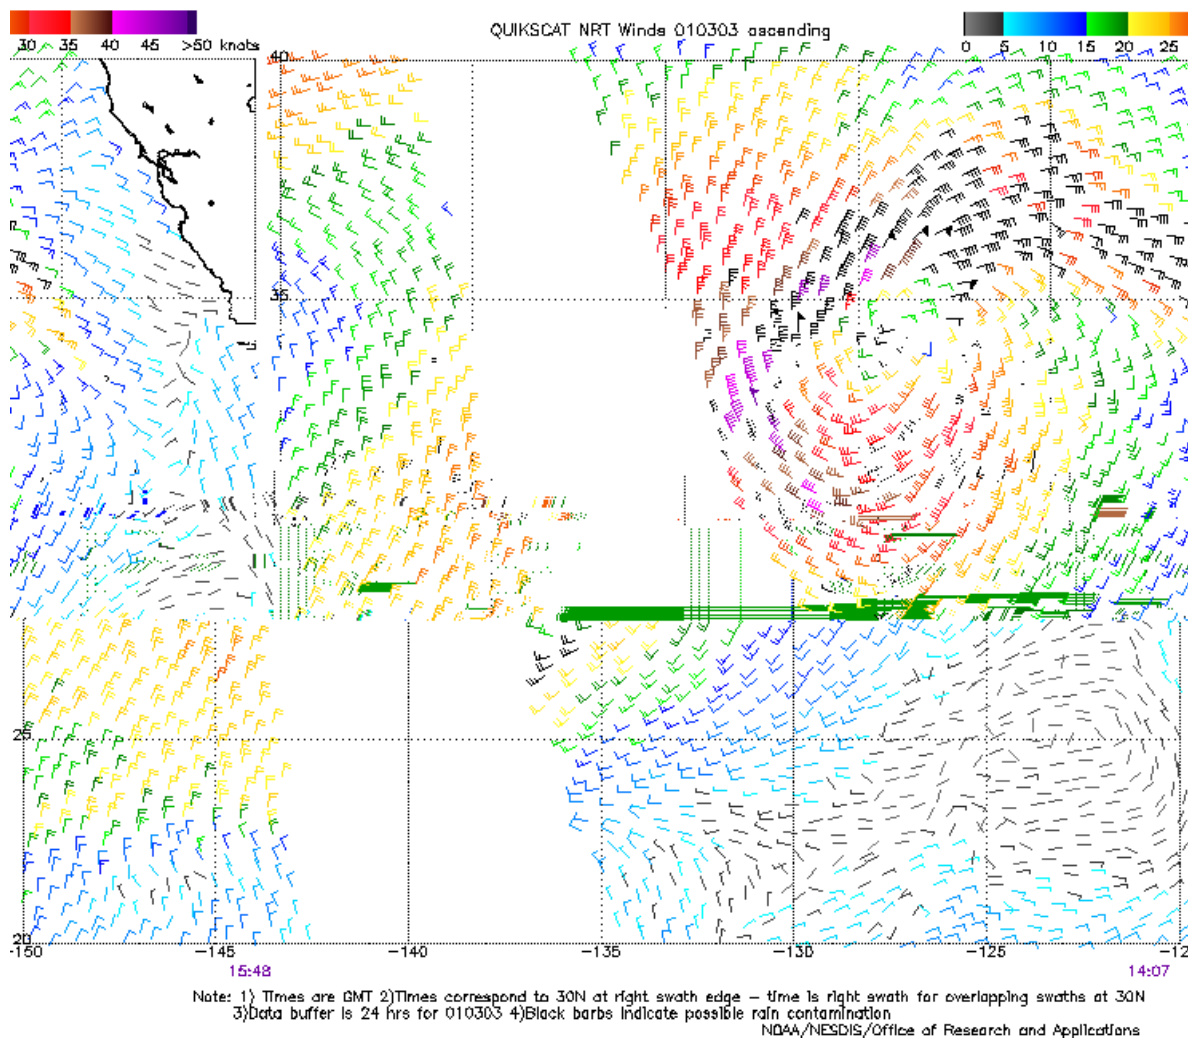 QUIKSCAT NRT Winds 010303 ascending
30 35 40 45 >50 knots
0 5 10 15 20 25
40
35
25
20
-150 -145 -140 -135 -130 -125 -12
15:48 14:07
Note: 1) Times are GMT 2)Times correspond to 30N at right swath edge - time is right swath for overlapping swaths at 30N
3)Data buffer is 24 hrs for 010303 4)Black barbs indicate possible rain contamination
NOAA/NESDIS/Office of Research and Applications